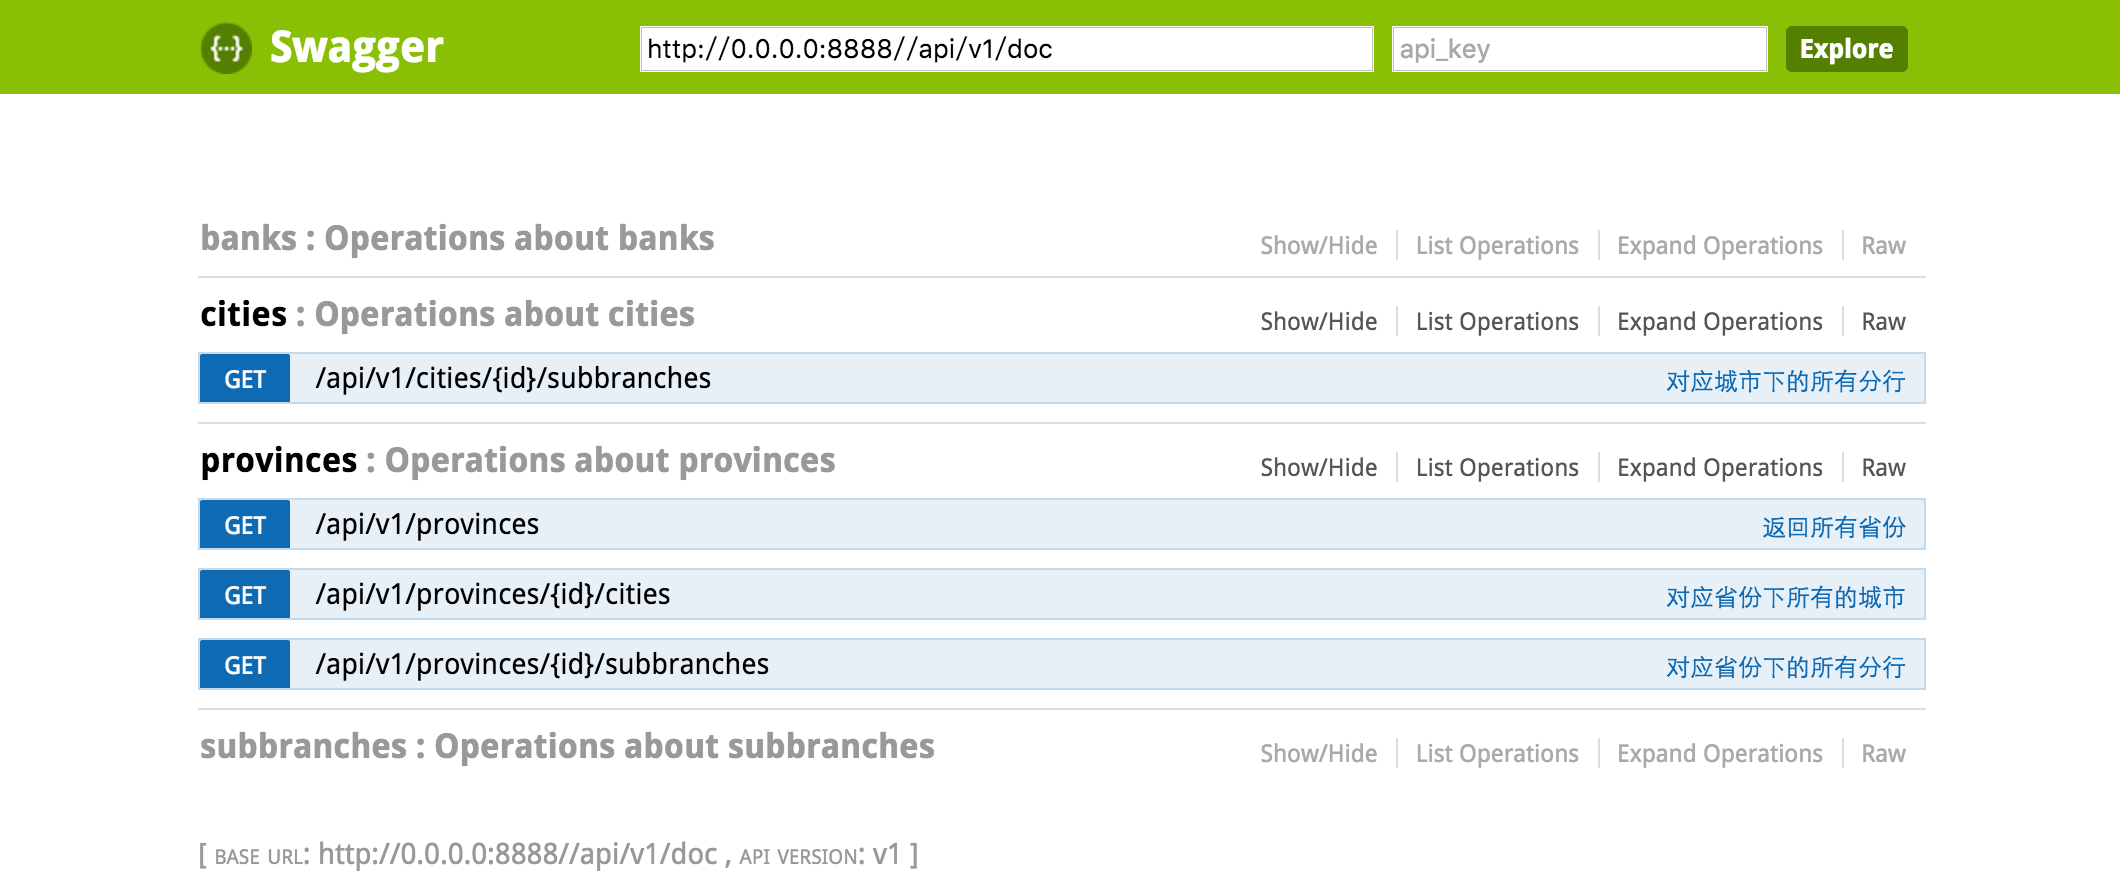 Swagger http://0.0.0.0:8888//api/v1/doc api_key Explore
banks : Operations about banks Show/Hide List Operations Expand Operations Raw
cities : Operations about cities Show/Hide List Operations Expand Operations Raw
GET /api/v1/cities/{id}/subbranches 对应城市下的所有分行
provinces : Operations about provinces Show/Hide List Operations Expand Operations Raw
GET /api/v1/provinces 返回所有省份
GET /api/v1/provinces/{id}/cities 对应省份下所有的城市
GET /api/v1/provinces/{id}/subbranches 对应省份下的所有分行
subbranches : Operations about subbranches Show/Hide List Operations Expand Operations Raw
[ BASE URL: http://0.0.0.0:8888//api/v1/doc , API VERSION: v1 ]